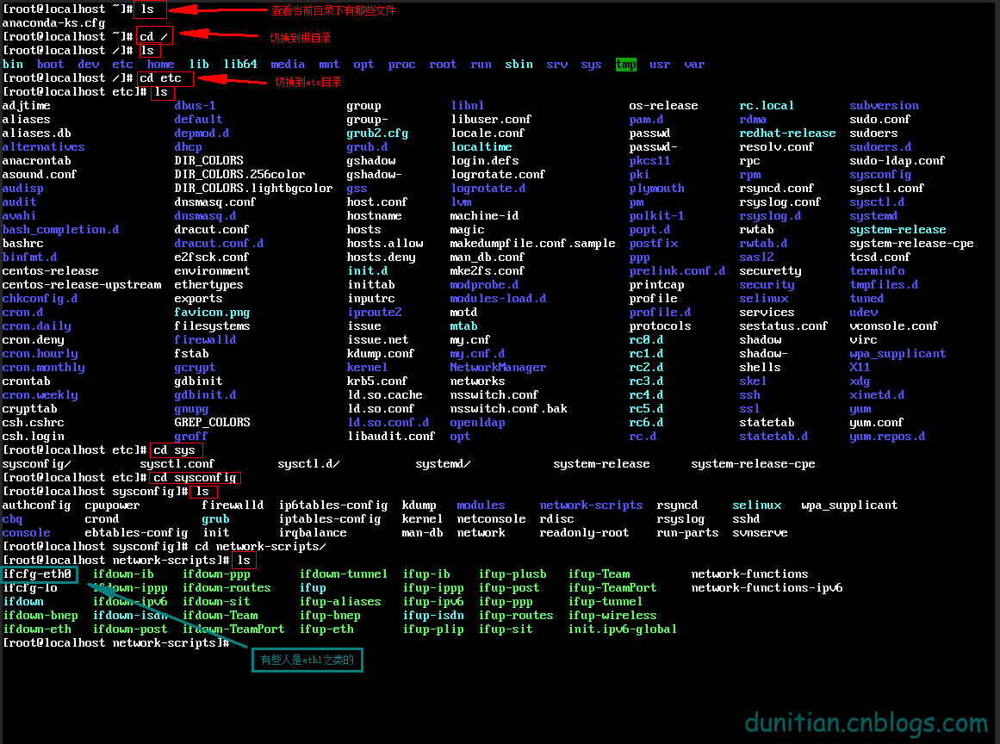 [root@localhost ~]# ls 查看当前目录下有那些文件
anaconda-ks.cfg
[root@localhost ~]# cd / 切换到根目录
[root@localhost /]# ls
bin boot dev etc home lib lib64 media mnt opt proc root run sbin srv sys tmp usr var
[root@localhost /]# cd etc 切换到etc目录
[root@localhost etc]# ls
adjtime dbus-1 group libnl os-release rc.local subversion
aliases default group- libuser.conf pam.d rdma sudo.conf
aliases.db depmod.d grub2.cfg locale.conf passwd redhat-release sudoers
alternatives dhcp grub.d localtime passwd- resolv.conf sudoers.d
anacrontab DIR_COLORS gshadow login.defs pkcs11 rpc sudo-ldap.conf
asound.conf DIR_COLORS.256color gshadow- logrotate.conf pki rpm sysconfig
audisp DIR_COLORS.lightbgcolor gss logrotate.d plymouth rsyncd.conf sysctl.conf
audit dnsmasq.conf host.conf lvm pm rsyslog.conf sysctl.d
avahi dnsmasq.d hostname machine-id polkit-1 rsyslog.d systemd
bash_completion.d dracut.conf hosts magic popt.d rwtab system-release
bashrc dracut.conf.d hosts.allow makedumpfile.conf.sample postfix rwtab.d system-release-cpe
binfmt.d e2fsck.conf hosts.deny man_db.conf ppp sasl2 tcsd.conf
centos-release environment init.d mke2fs.conf prelink.conf.d securetty terminfo
centos-release-upstream ethertypes inittab modprobe.d printcap security tmpfiles.d
chkconfig.d exports inputrc modules-load.d profile selinux tuned
cron.d favicon.png iproute2 motd profile.d services udev
cron.daily filesystems issue mtab protocols sestatus.conf vconsole.conf
cron.deny firewalld issue.net my.cnf rc0.d shadow virc
cron.hourly fstab kdump.conf my.cnf.d rc1.d shadow- wpa_supplicant
cron.monthly gcrypt kernel NetworkManager rc2.d shells X11
crontab gdbinit krb5.conf networks rc3.d skel xdg
cron.weekly gdbinit.d ld.so.cache nsswitch.conf rc4.d ssh xinetd.d
crypttab gnupg ld.so.conf nsswitch.conf.bak rc5.d ssl yum
csh.cshrc GREP_COLORS ld.so.conf.d openldap rc6.d statetab yum.conf
csh.login groff libaudit.conf opt rc.d statetab.d yum.repos.d
[root@localhost etc]# cd sys
sysconfig/ sysctl.conf sysctl.d/ systemd/ system-release system-release-cpe
[root@localhost etc]# cd sysconfig
[root@localhost sysconfig]# ls
authconfig cpupower firewalld ip6tables-config kdump modules network-scripts rsyncd selinux wpa_supplicant
cbq crond grub iptables-config kernel netconsole rdisc rsyslog sshd
console ebtables-config init irqbalance man-db network readonly-root run-parts svnserve
[root@localhost sysconfig]# cd network-scripts/
[root@localhost network-scripts]# ls
ifcfg-eth0 ifdown-ib ifdown-ppp ifdown-tunnel ifup-ib ifup-plusb ifup-Team network-functions
ifcfg-lo ifdown-ippp ifdown-routes ifup ifup-ippp ifup-post ifup-TeamPort network-functions-ipv6
ifdown ifdown-ipv6 ifdown-sit ifup-aliases ifup-ipv6 ifup-ppp ifup-tunnel
ifdown-bnep ifdown-isdn ifdown-Team ifup-bnep ifup-isdn ifup-routes ifup-wireless
ifdown-eth ifdown-post ifdown-TeamPort ifup-eth ifup-plip ifup-sit init.ipv6-global
[root@localhost network-scripts]#
有些人是eth1之类的
dunitian.cnblogs.com